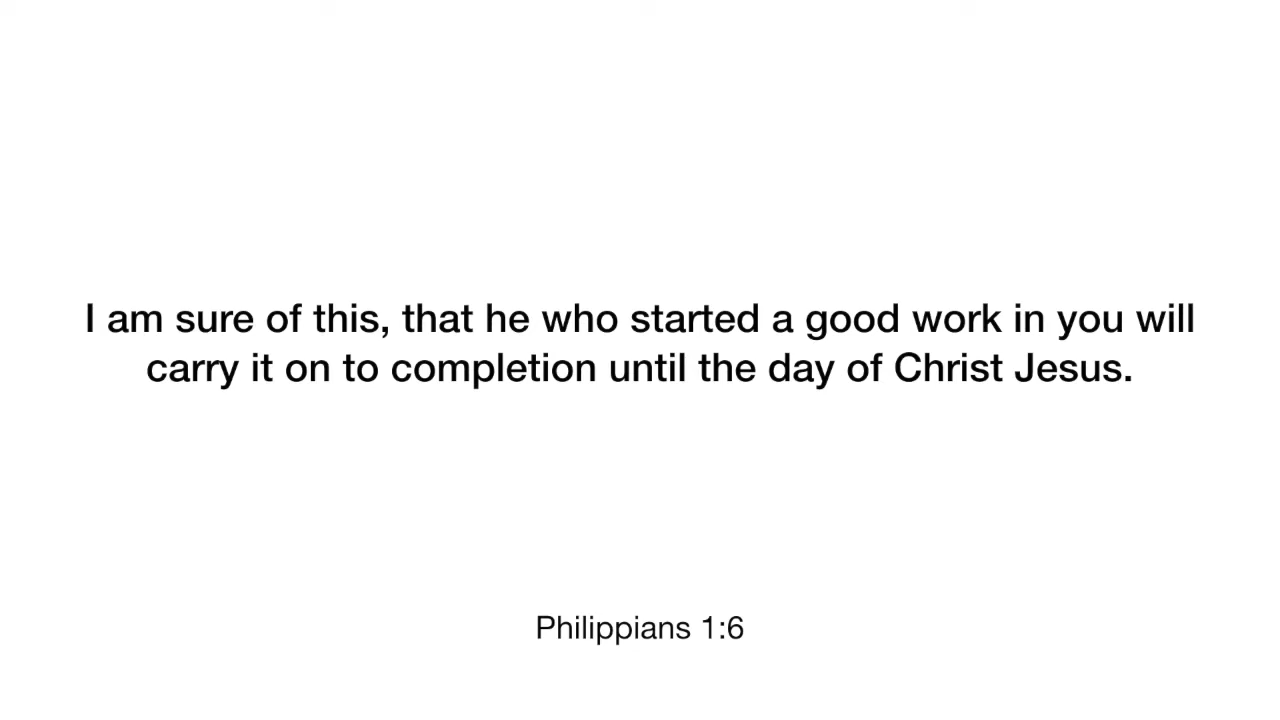 I am sure of this, that he who started a good work in you will
carry it on to completion until the day of Christ Jesus.
Philippians 1:6